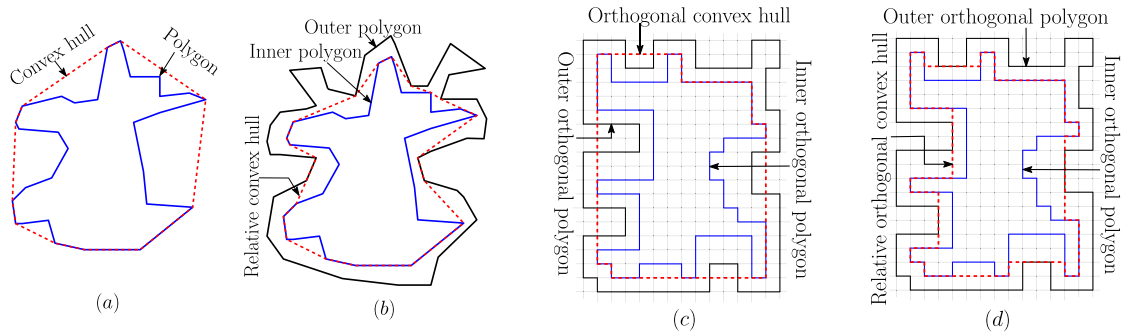 Convex hull
Polygon
(a)
Outer polygon
Inner polygon
Relative convex hull
(b)
Orthogonal convex hull
Outer orthogonal polygon
Inner orthogonal polygon
(c)
Outer orthogonal polygon
Relative orthogonal convex hull
Inner orthogonal polygon
(d)